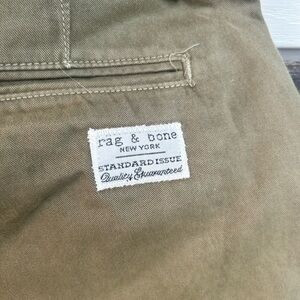 rag & bone
NEW YORK
STANDARD ISSUE
Quality Guaranteed